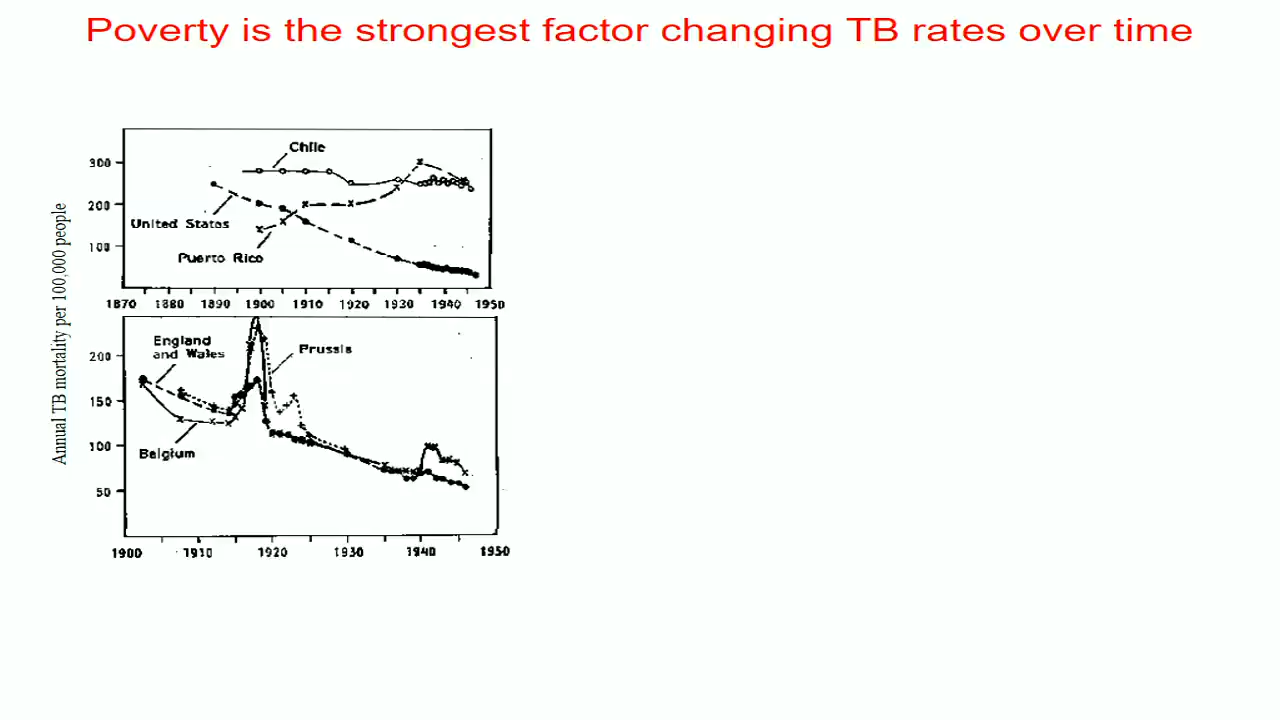 Poverty is the strongest factor changing TB rates over time
Annual TB mortality per 100,000 people
Chile
300
200
United States
100
Puerto Rico
1870 1880 1890 1900 1910 1920 1930 1940 1950
England
and Wales
Prussia
200
150
100
Belgium
50
1900 1910 1920 1930 1940 1950